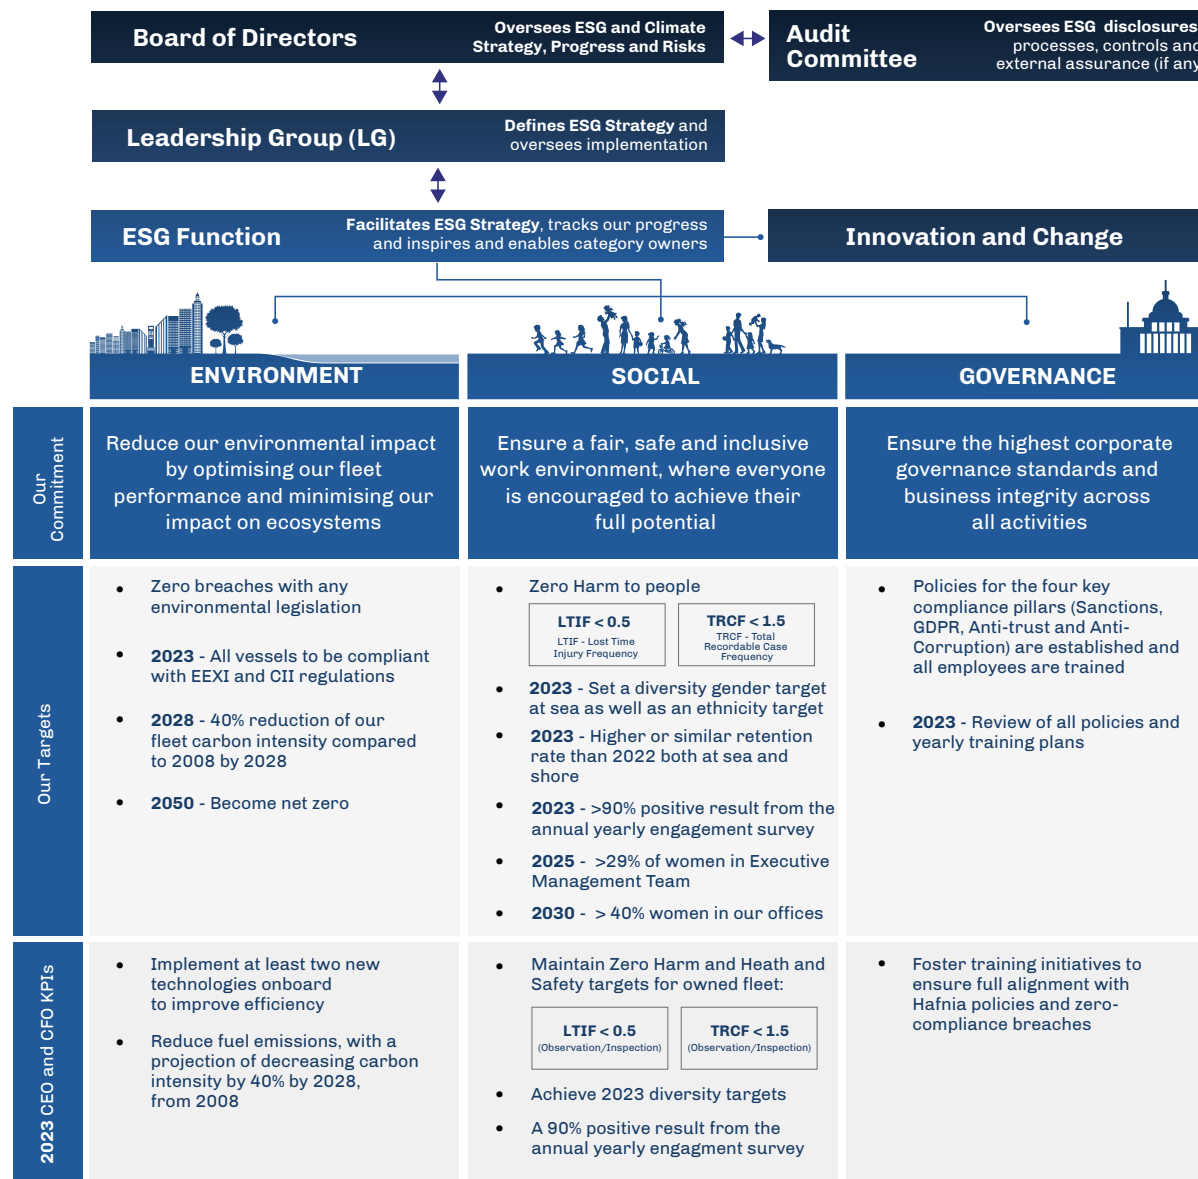 Board of Directors
Oversees ESG and Climate
Strategy, Progress and Risks
Audit
Committee
Oversees ESG disclosures
processes, controls and
external assurance (if any
Leadership Group (LG)
Defines ESG Strategy and
oversees implementation
ESG Function
Facilitates ESG Strategy, tracks our progress
and inspires and enables category owners
Innovation and Change
ENVIRONMENT
SOCIAL
GOVERNANCE
Our
Commitment
Reduce our environmental impact
by optimising our fleet
performance and minimising our
impact on ecosystems
Ensure a fair, safe and inclusive
work environment, where everyone
is encouraged to achieve their
full potential
Ensure the highest corporate
governance standards and
business integrity across
all activities
Our Targets
• Zero breaches with any
environmental legislation
• 2023 - All vessels to be compliant
with EEXI and CII regulations
• 2028 - 40% reduction of our
fleet carbon intensity compared
to 2008 by 2028
• 2050 - Become net zero
• Zero Harm to people
LTIF < 0.5
LTIF - Lost Time
Injury Frequency
TRCF < 1.5
TRCF - Total
Recordable Case
Frequency
• 2023 - Set a diversity gender target
at sea as well as an ethnicity target
• 2023 - Higher or similar retention
rate than 2022 both at sea and
shore
• 2023 - >90% positive result from the
annual yearly engagement survey
• 2025 - >29% of women in Executive
Management Team
• 2030 - > 40% women in our offices
• Policies for the four key
compliance pillars (Sanctions,
GDPR, Anti-trust and Anti-
Corruption) are established and
all employees are trained
• 2023 - Review of all policies and
yearly training plans
2023 CEO and CFO KPIs
• Implement at least two new
technologies onboard
to improve efficiency
• Reduce fuel emissions, with a
projection of decreasing carbon
intensity by 40% by 2028,
from 2008
• Maintain Zero Harm and Heath and
Safety targets for owned fleet:
LTIF < 0.5
(Observation/Inspection)
TRCF < 1.5
(Observation/Inspection)
• Achieve 2023 diversity targets
• A 90% positive result from the
annual yearly engagment survey
• Foster training initiatives to
ensure full alignment with
Hafnia policies and zero-
compliance breaches